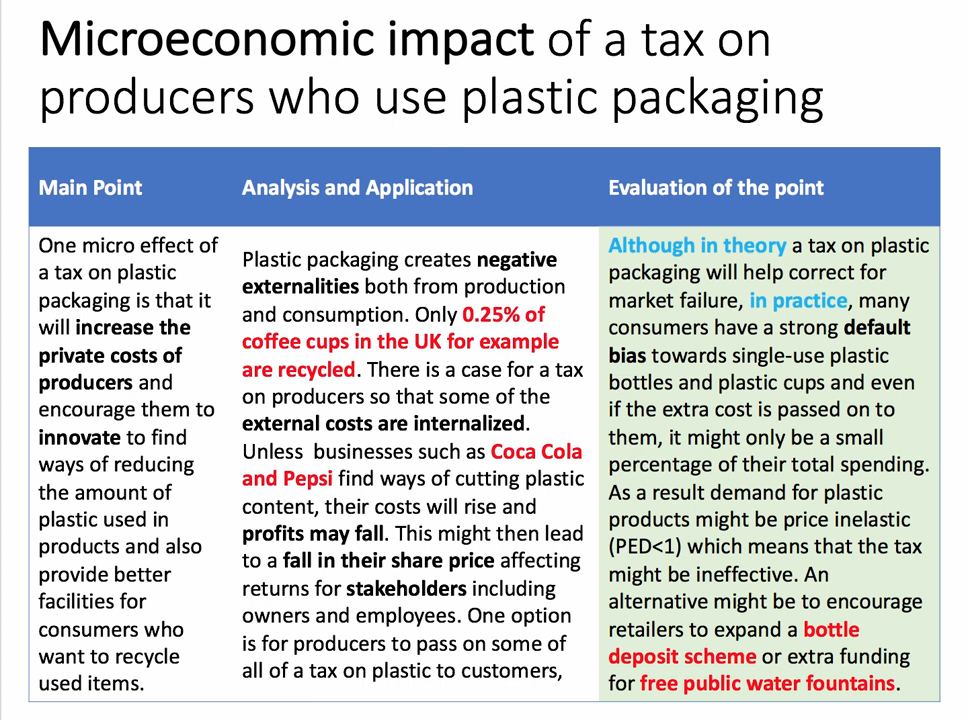 Microeconomic impact of a tax on
producers who use plastic packaging
Main Point
Analysis and Application
Evaluation of the point
One micro effect of
a tax on plastic
packaging is that it
will increase the
private costs of
producers and
encourage them to
innovate to find
ways of reducing
the amount of
plastic used in
products and also
provide better
facilities for
consumers who
want to recycle
used items.
Plastic packaging creates negative
externalities both from production
and consumption. Only 0.25% of
coffee cups in the UK for example
are recycled. There is a case for a tax
on producers so that some of the
external costs are internalized.
Unless businesses such as Coca Cola
and Pepsi find ways of cutting plastic
content, their costs will rise and
profits may fall. This might then lead
to a fall in their share price affecting
returns for stakeholders including
owners and employees. One option
is for producers to pass on some of
all of a tax on plastic to customers,
Although in theory a tax on plastic
packaging will help correct for
market failure, in practice, many
consumers have a strong default
bias towards single-use plastic
bottles and plastic cups and even
if the extra cost is passed on to
them, it might only be a small
percentage of their total spending.
As a result demand for plastic
products might be price inelastic
(PED<1) which means that the tax
might be ineffective. An
alternative might be to encourage
retailers to expand a bottle
deposit scheme or extra funding
for free public water fountains.